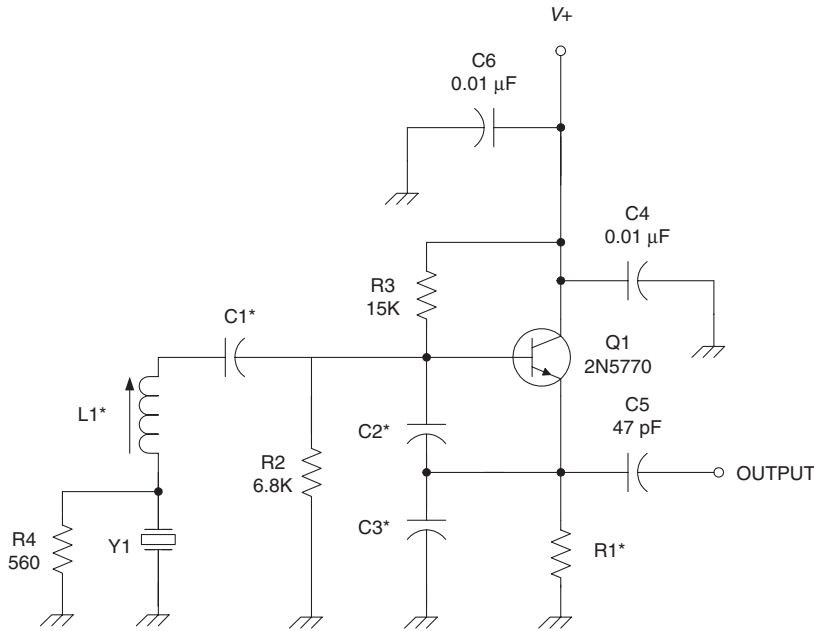 V+
C6
0.01 μF
C4
0.01 μF
R3
15K
C1*
Q1
2N5770
L1*
C2*
C5
47 pF
R2
6.8K
OUTPUT
R4
560
Y1
C3*
R1*